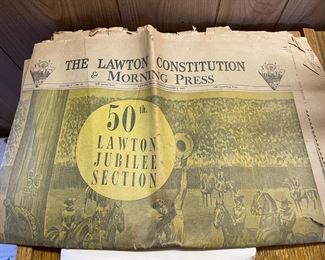 THE LAWTON CONSTITUTION
& MORNING PRESS
50th
LAWTON
JUBILEE
SECTION